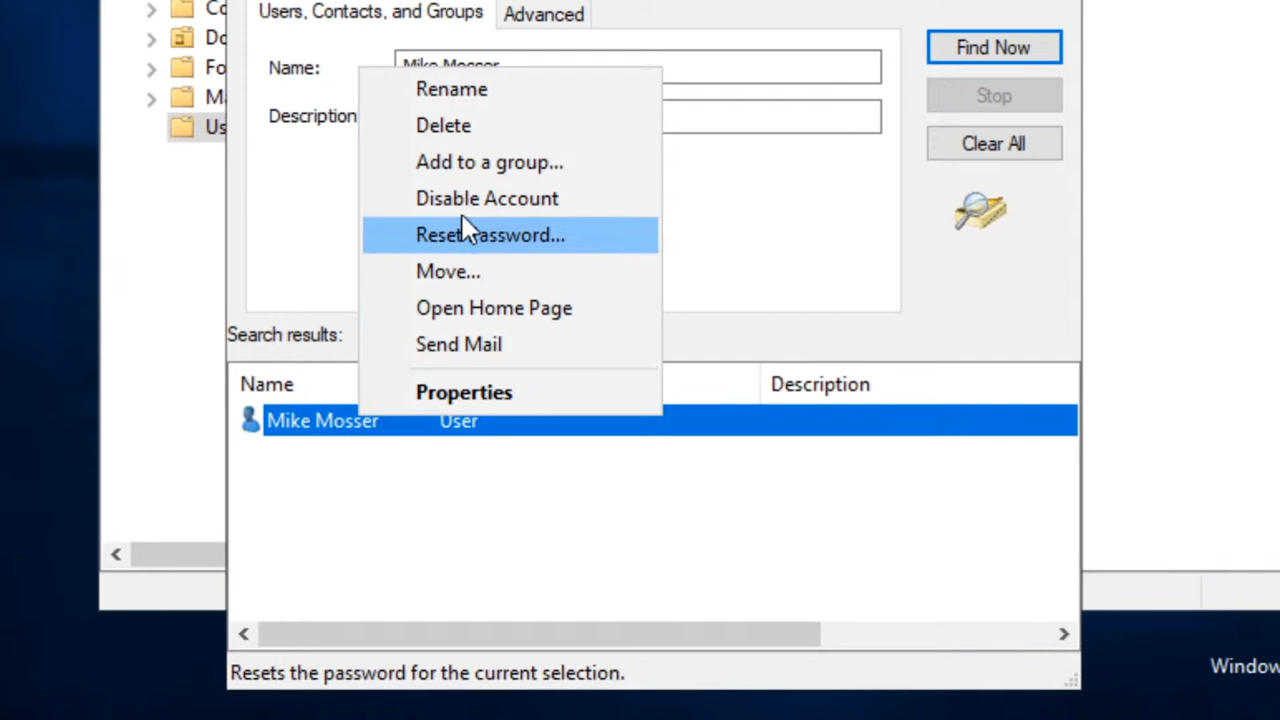 Users, Contacts, and Groups
Advanced
Find Now
Name:
Mike Mosser
Stop
Description
Clear All
Rename
Delete
Add to a group...
Disable Account
Reset Password...
Move...
Open Home Page
Send Mail
Properties
Search results:
Name
Description
Mike Mosser User
Resets the password for the current selection.